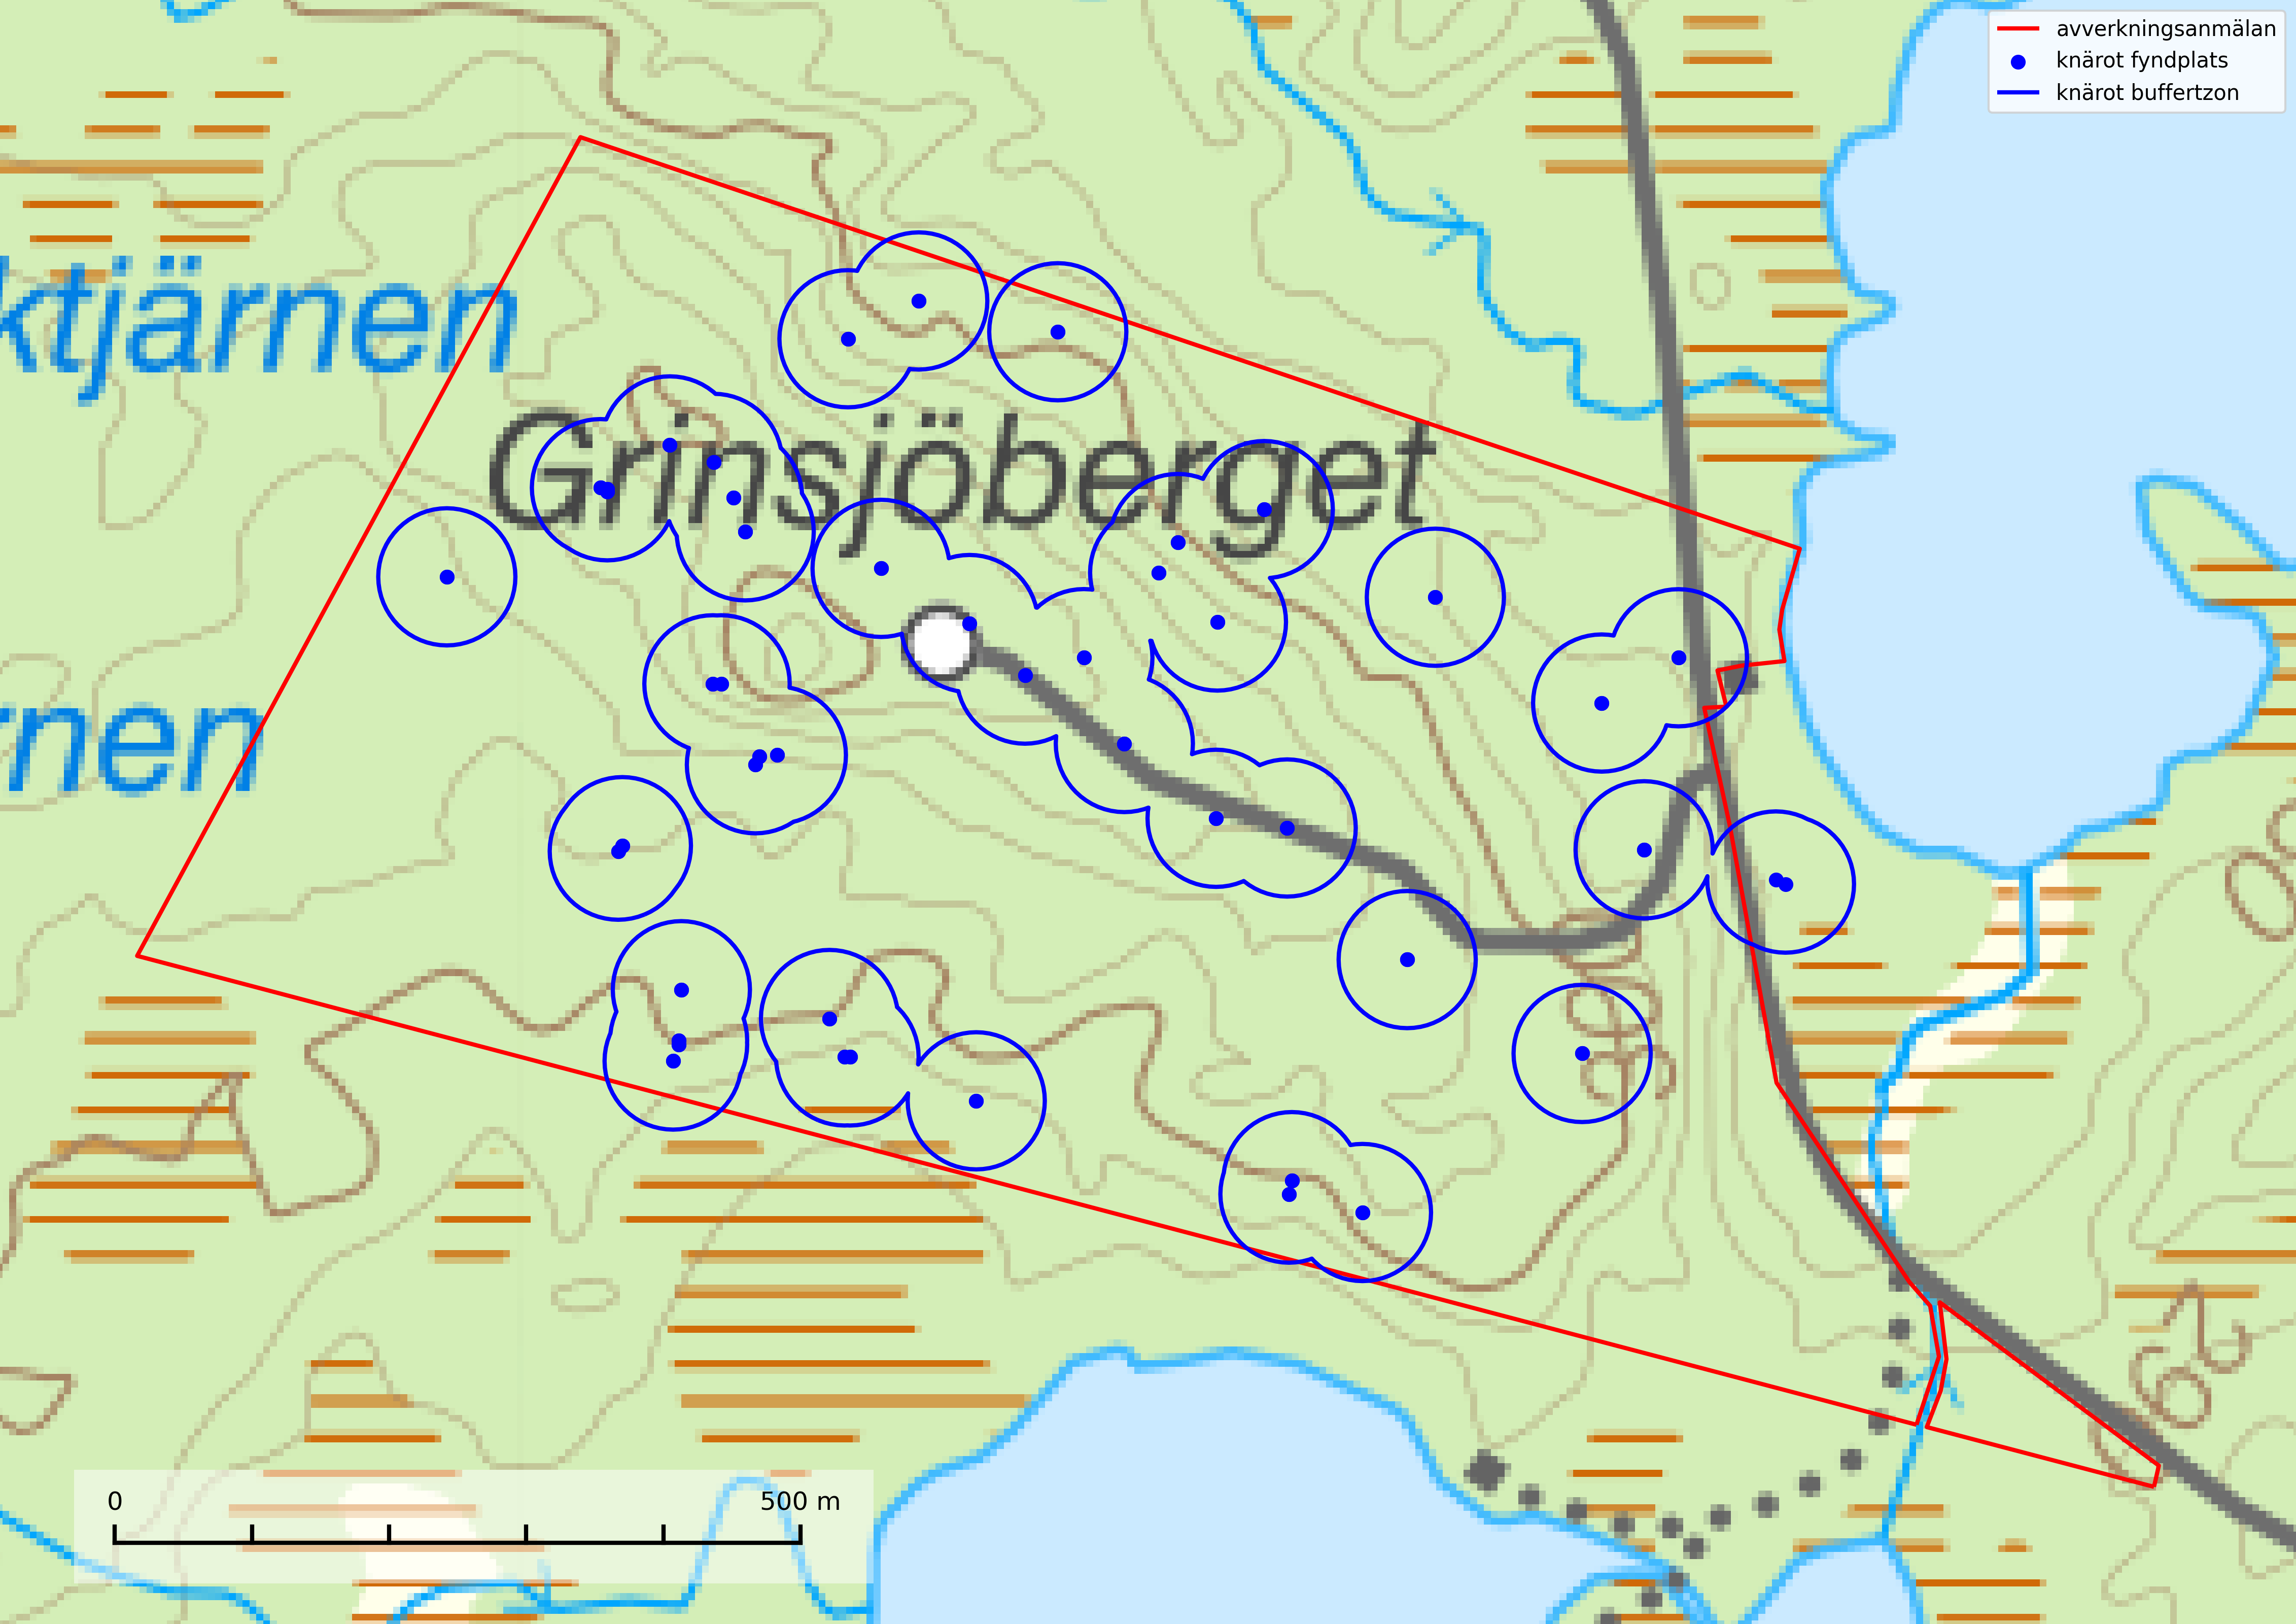 avverkningsanmälan
knärot fyndplats
knärot buffertzon
ktjärnen
Grinsjöberget
rnen
0
500 m